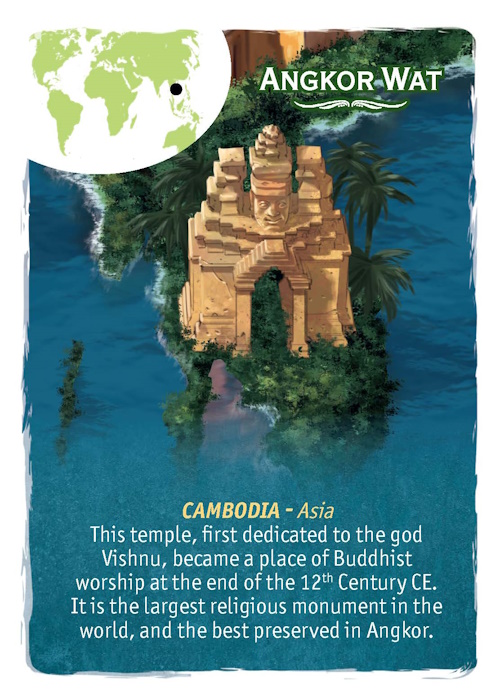 ANGKOR WAT
CAMBODIA - Asia
This temple, first dedicated to the god
Vishnu, became a place of Buddhist
worship at the end of the 12th Century CE.
It is the largest religious monument in the
world, and the best preserved in Angkor.